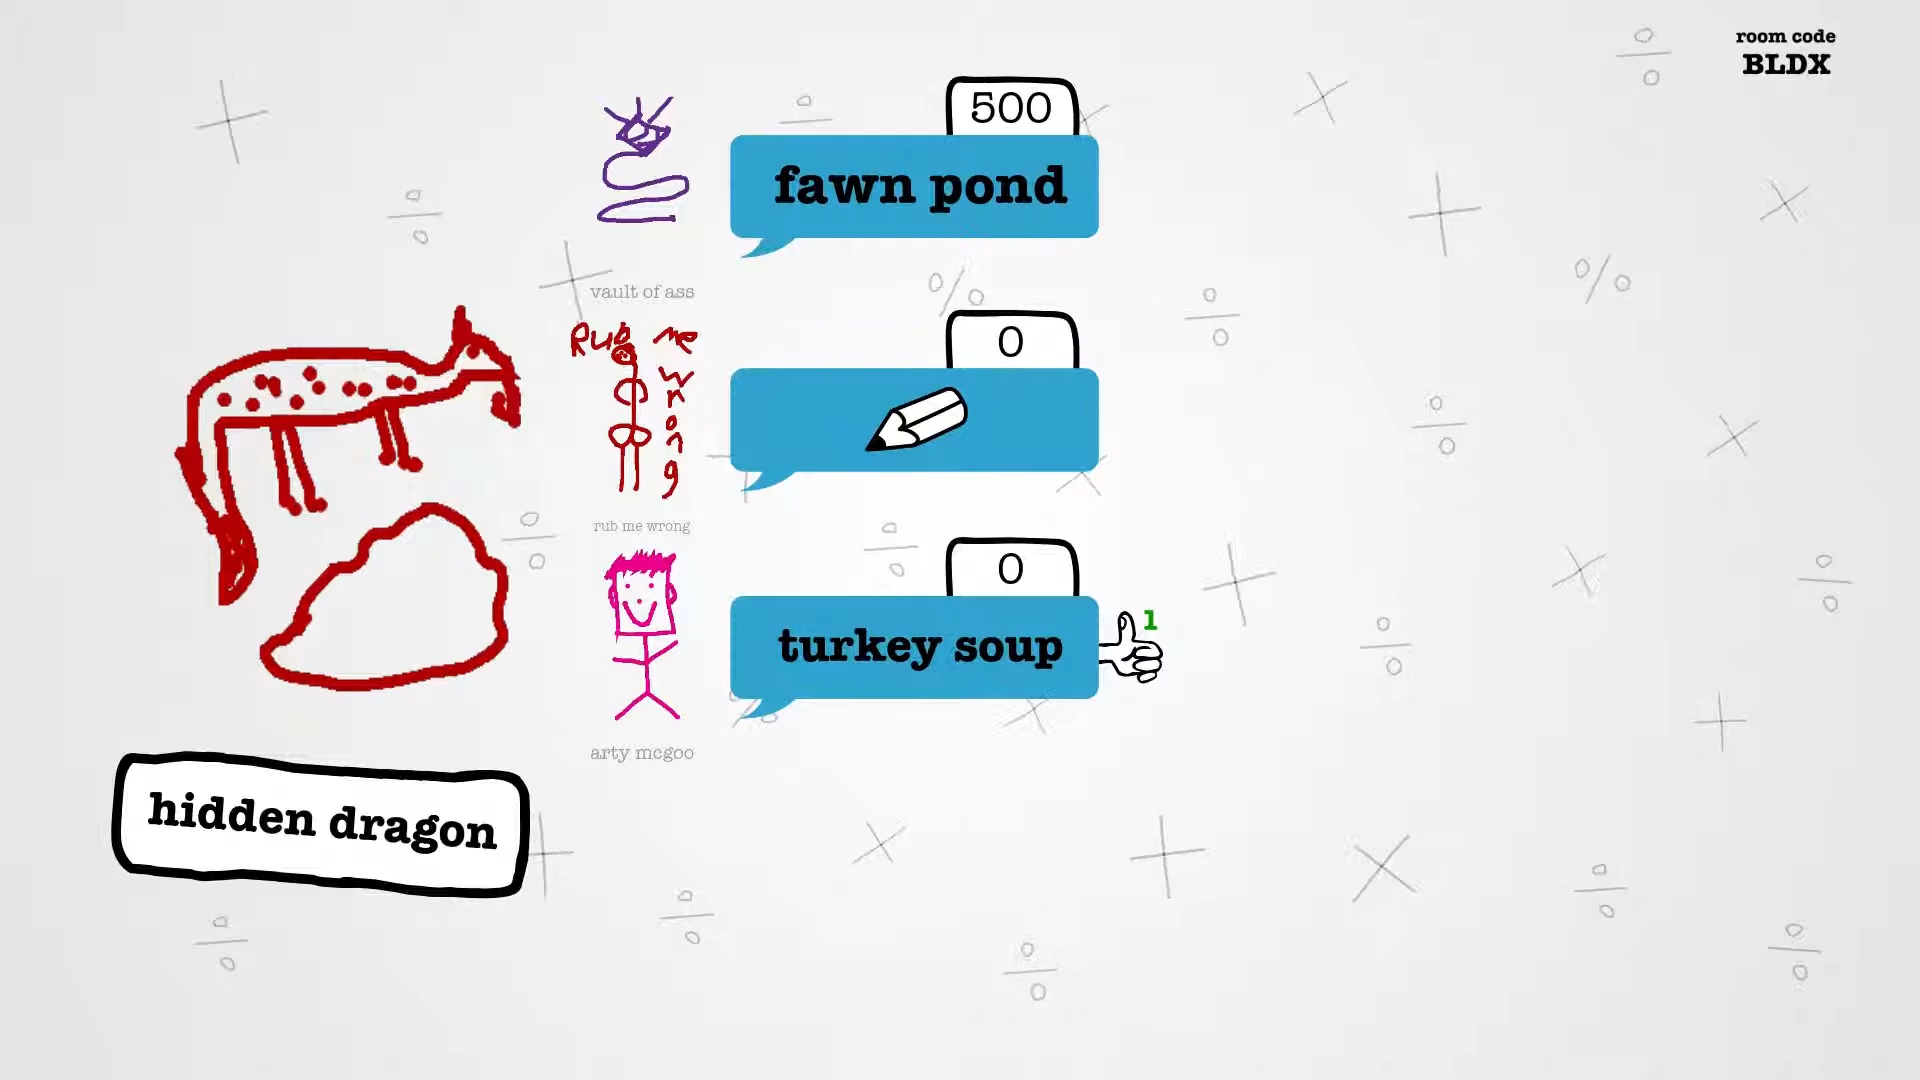 room code
BLDX
500
fawn pond
vault of ass
Rub me
wrong
0
rub me wrong
0
turkey soup
1
arty mcgoo
hidden dragon